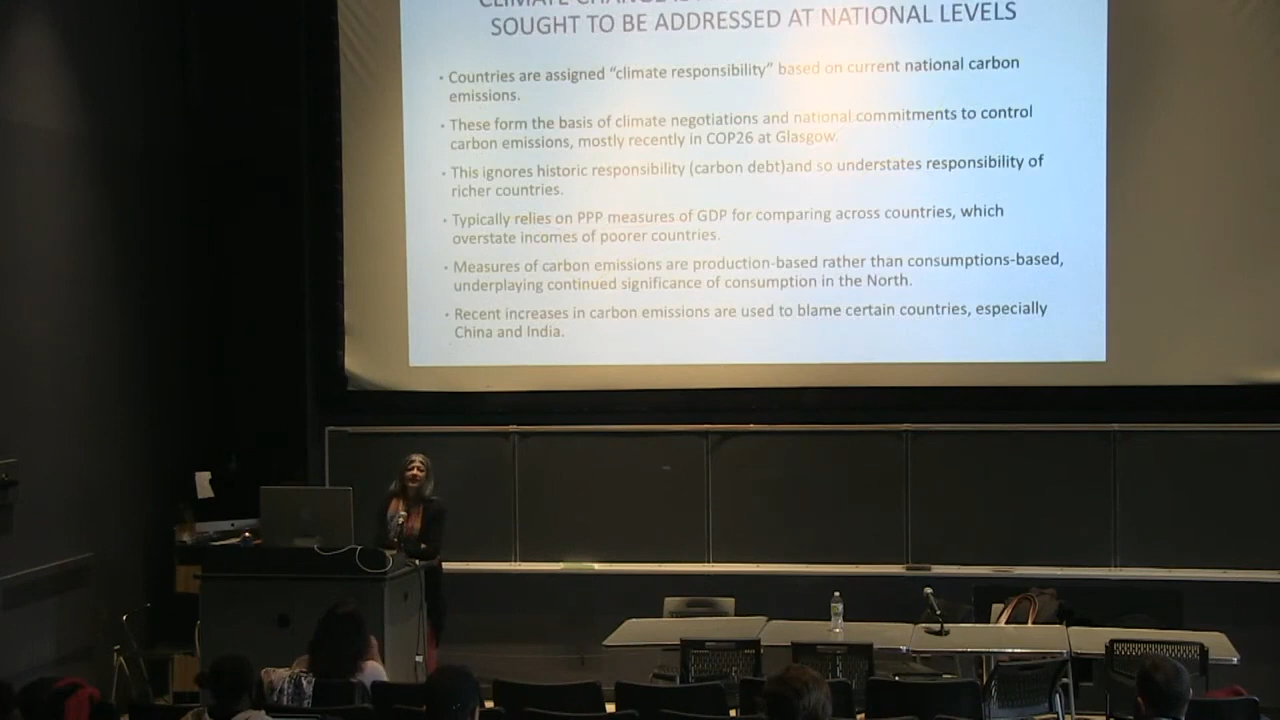 CLIMATE CHANGE
SOUGHT TO BE ADDRESSED AT NATIONAL LEVELS
• Countries are assigned “climate responsibility” based on current national carbon
emissions.
• These form the basis of climate negotiations and national commitments to control
carbon emissions, mostly recently in COP26 at Glasgow.
• This ignores historic responsibility (carbon debt)and so understates responsibility of
richer countries.
• Typically relies on PPP measures of GDP for comparing across countries, which
overstate incomes of poorer countries.
• Measures of carbon emissions are production-based rather than consumptions-based,
underplaying continued significance of consumption in the North.
• Recent increases in carbon emissions are used to blame certain countries, especially
China and India.